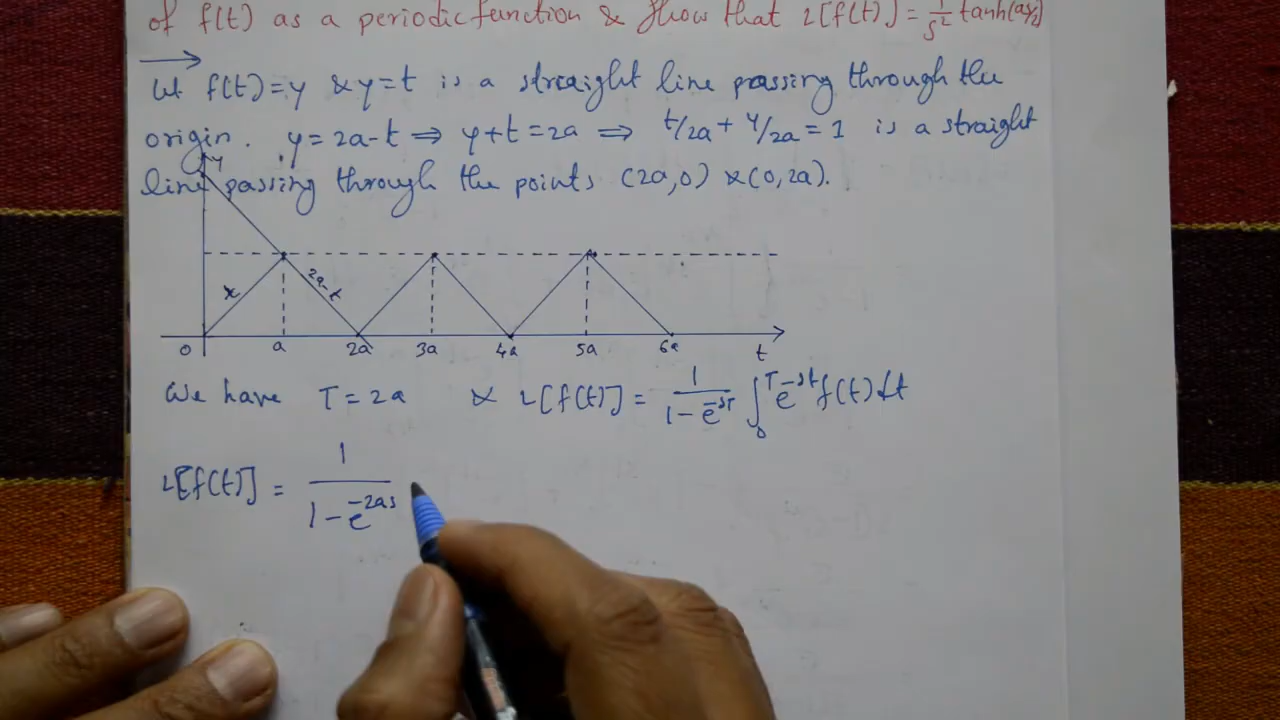 of f(t) as a periodic function & show that L[f(t)] = 1/s² tanh(as/2)
Let f(t) = y & y = t is a straight line passing through the
origin. y = 2a-t ⇒ y+t = 2a ⇒ t/2a + y/2a = 1 is a straight
line passing through the points (2a,0) & (0,2a).
y
2a-t
0 a 2a 3a 4a 5a 6a t
We have T = 2a & L[f(t)] = 1/(1-e^-sT) ∫₀^T e^-st f(t) dt
L[f(t)] = 1/(1-e^-2as)